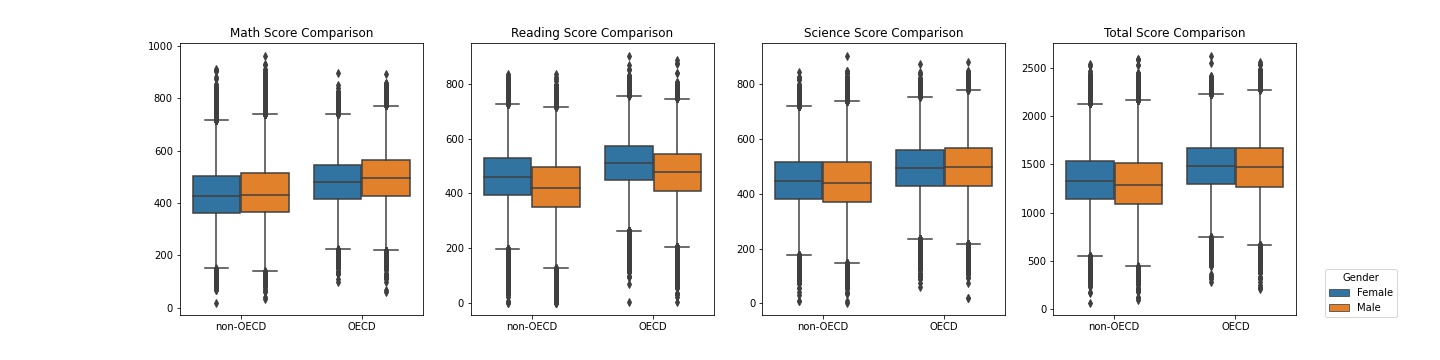 Math Score Comparison
1000
800
600
400
200
0
non-OECD
OECD
Reading Score Comparison
800
600
400
200
0
non-OECD
OECD
Science Score Comparison
800
600
400
200
0
non-OECD
OECD
Total Score Comparison
2500
2000
1500
1000
500
0
non-OECD
OECD
Gender
Female
Male